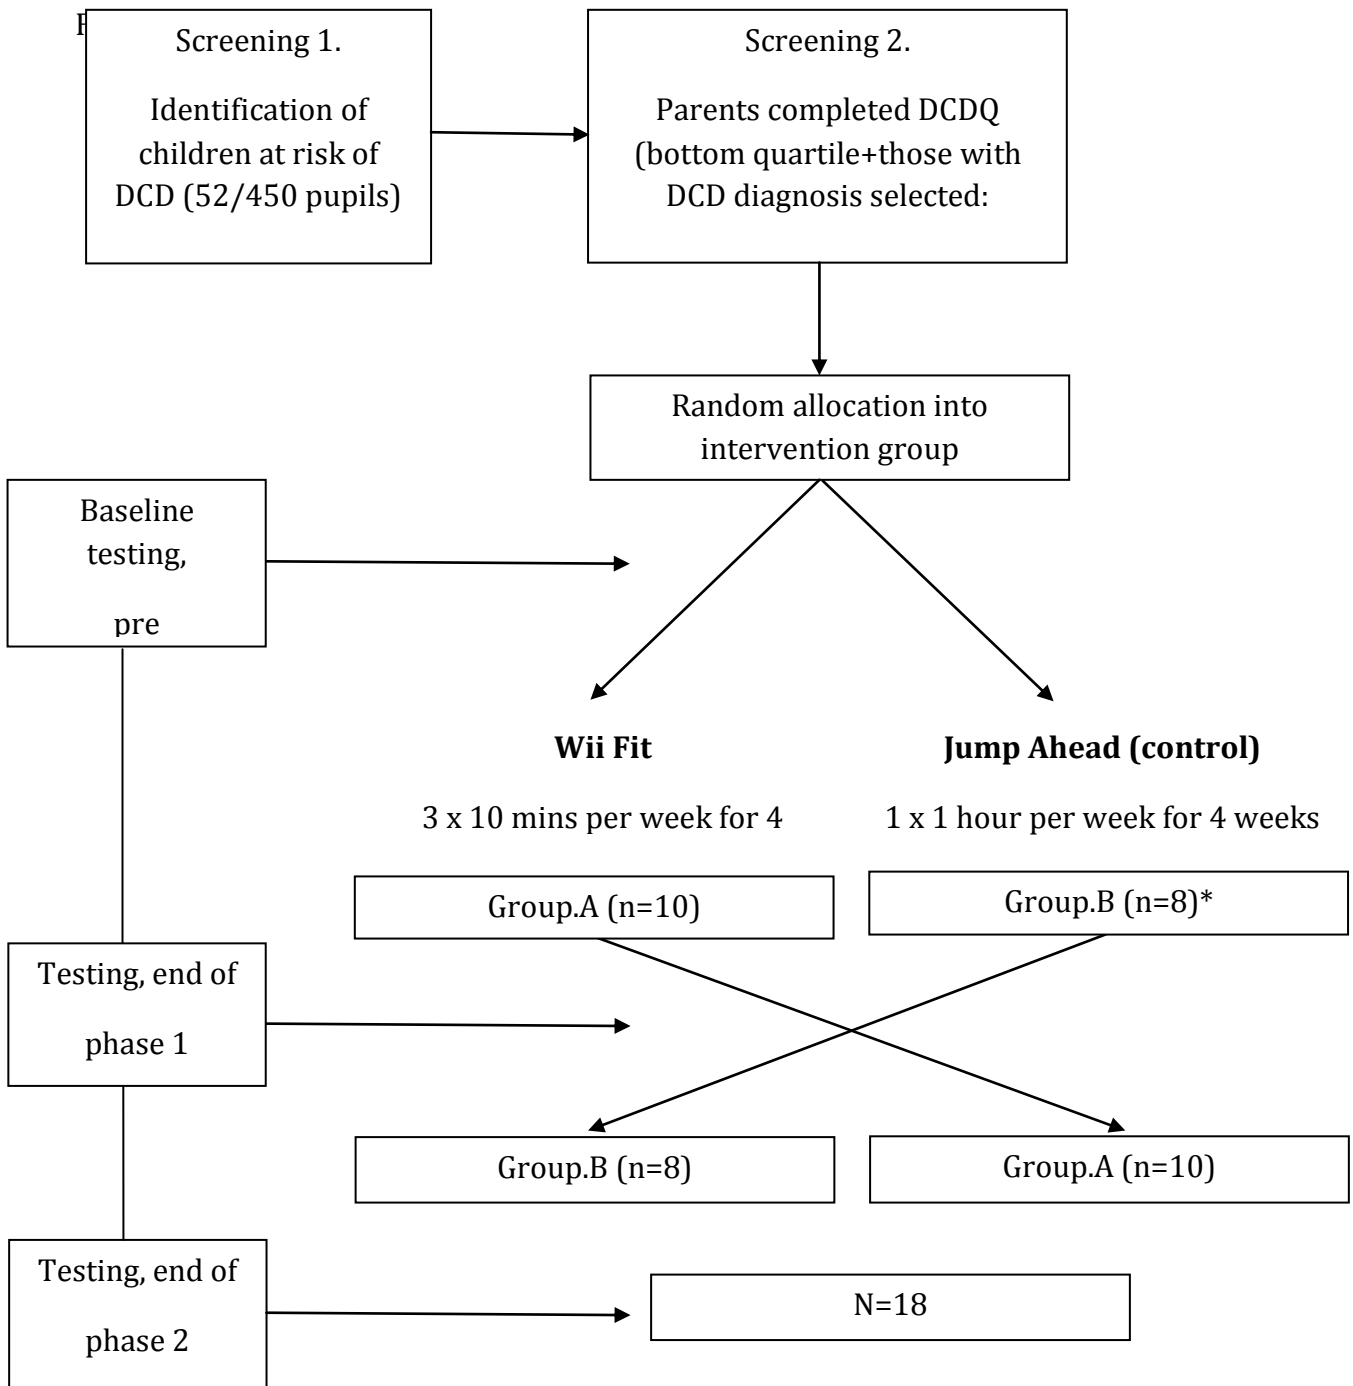 F
Screening 1.
Identification of
children at risk of
DCD (52/450 pupils)
Screening 2.
Parents completed DCDQ
(bottom quartile+those with
DCD diagnosis selected:
Random allocation into
intervention group
Baseline
testing,
pre
Wii Fit
Jump Ahead (control)
3 x 10 mins per week for 4
1 x 1 hour per week for 4 weeks
Group.A (n=10)
Group.B (n=8)*
Testing, end of
phase 1
Group.B (n=8)
Group.A (n=10)
Testing, end of
phase 2
N=18